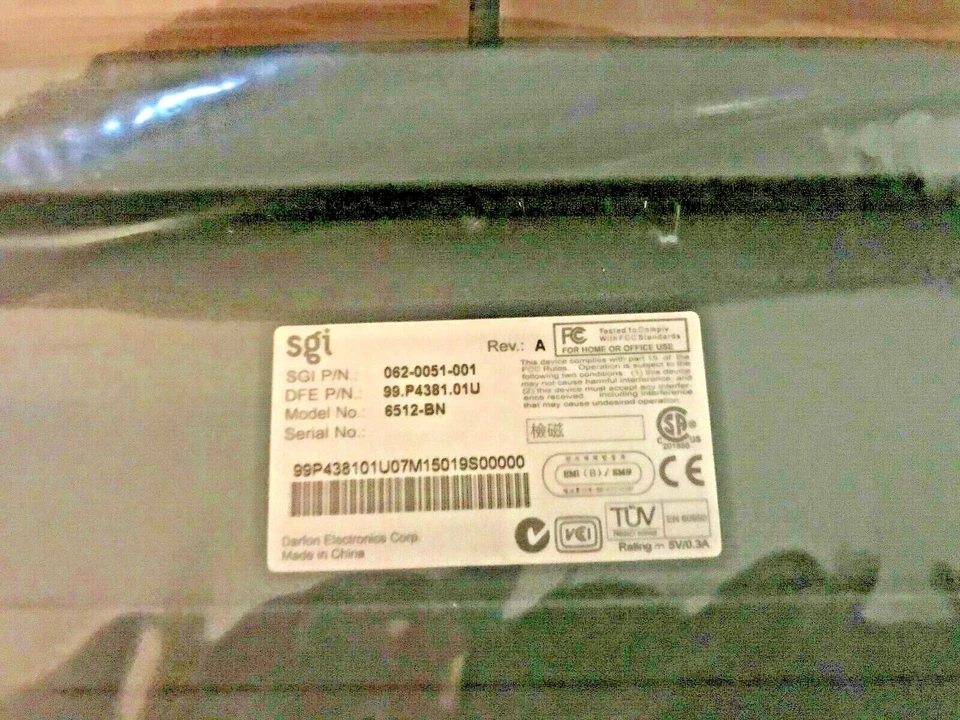 sgi
Rev.: A
FC Tested To Comply
With FCC Standards
FOR HOME OR OFFICE USE
SGI P/N.: 062-0051-001
DFE P/N.: 99.P4381.01U
Model No.: 6512-BN
Serial No.:
This device complies with part 15 of the
FCC Rules. Operation is subject to the
following two conditions. (1) this device
may not cause harmful interference, and
(2) this device must accept any interfer-
ence received. Including interference
that may cause undesired operation.
檢磁
SA
C US
99P438101U07M15019S00000
CE
VCI
TÜV
Darfon Electronics Corp.
Made in China
Rating ⎓ 5V/0.3A